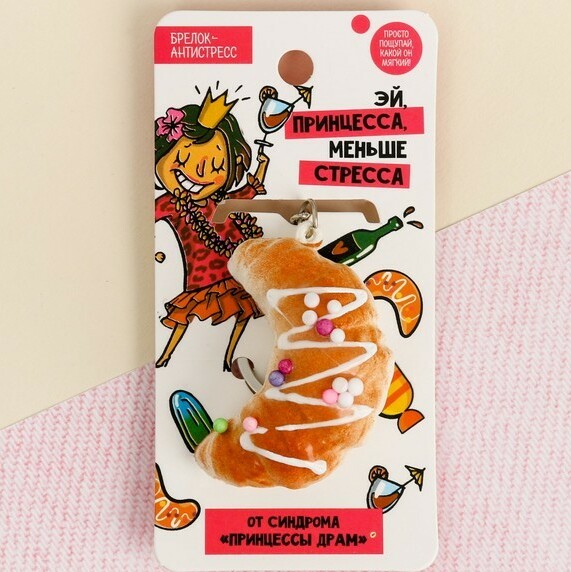 БРЕЛОК-
АНТИСТРЕСС
ПРОСТО
ПОЩУПАЙ,
КАКОЙ ОН
МЯГКИЙ!
ЭЙ,
ПРИНЦЕССА,
МЕНЬШЕ
СТРЕССА
ОТ СИНДРОМА
«ПРИНЦЕССЫ ДРАМ»